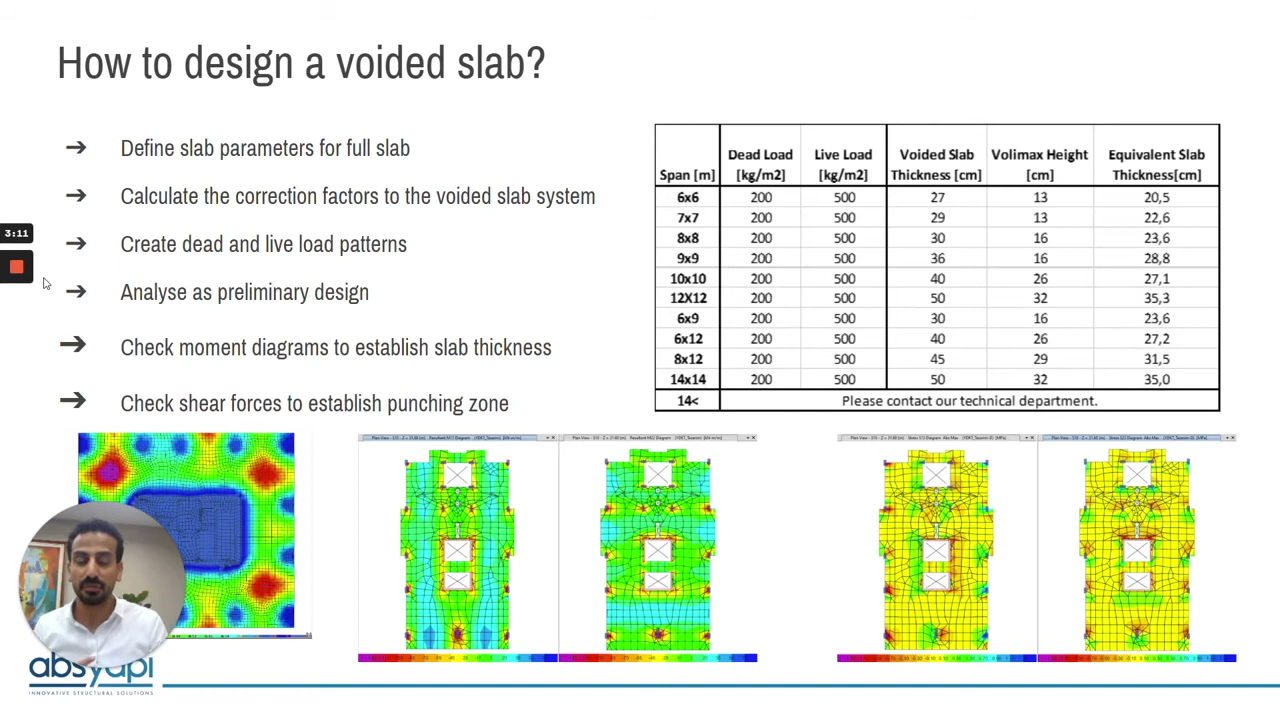 How to design a voided slab?
➔ Define slab parameters for full slab
➔ Calculate the correction factors to the voided slab system
➔ Create dead and live load patterns
➔ Analyse as preliminary design
➔ Check moment diagrams to establish slab thickness
➔ Check shear forces to establish punching zone
3:11
Span [m] Dead Load [kg/m2] Live Load [kg/m2] Voided Slab Thickness [cm] Volimax Height [cm] Equivalent Slab Thickness[cm]
6x6 200 500 27 13 20,5
7x7 200 500 29 13 22,6
8x8 200 500 30 16 23,6
9x9 200 500 36 16 28,8
10x10 200 500 40 26 27,1
12X12 200 500 50 32 35,3
6x9 200 500 30 16 23,6
6x12 200 500 40 26 27,2
8x12 200 500 45 29 31,5
14x14 200 500 50 32 35,0
14< Please contact our technical department.
absyapi
INNOVATIVE STRUCTURAL SOLUTIONS